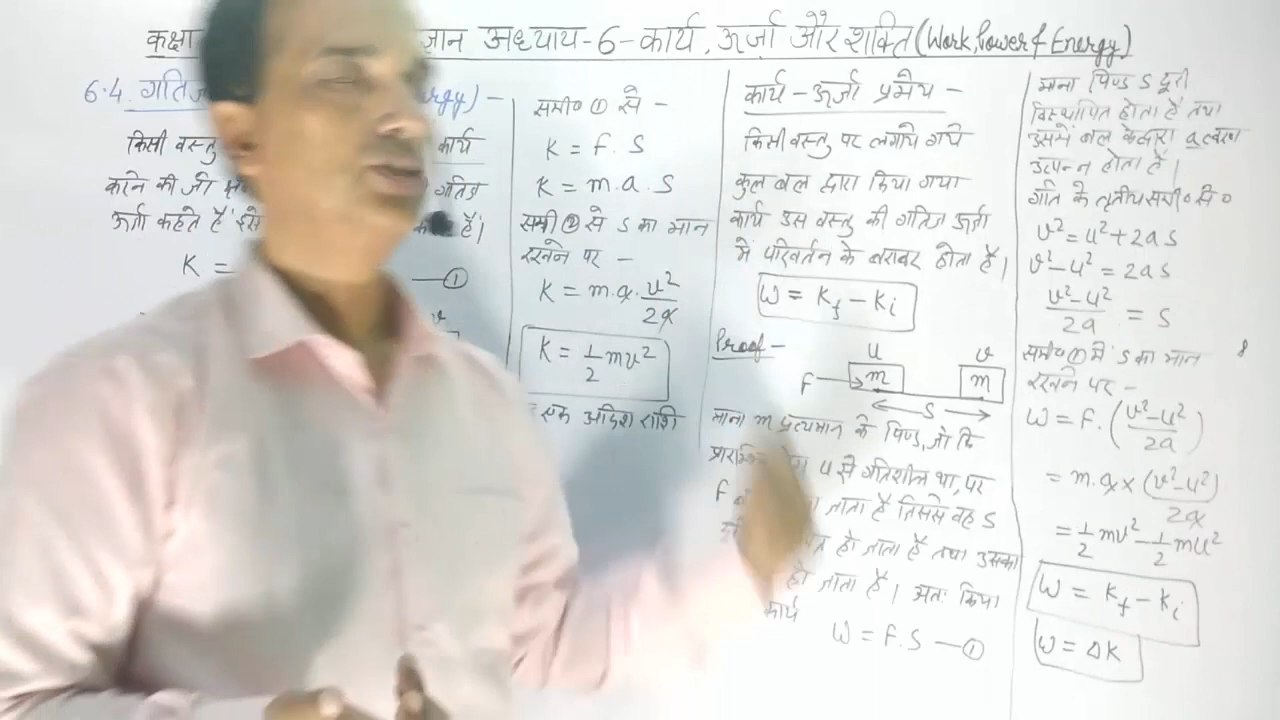 कक्षा ज्ञान अध्याय-6-कार्य, ऊर्जा और शक्ति (Work, Power & Energy)
6.4. गतिज rgy) -
किसी वस्तु कार्य
करने की जो गतिज
ऊर्जा कहते हैं इसे हैं।
K = —①
समी० ① से -
K = F. S
K = m. a . S
समी ② से S का मान
रखने पर -
K = m.a. v²/2a
K = 1/2 mv²
एक अदिश राशि
कार्य - ऊर्जा प्रमेय -
किसी वस्तु पर लगाये गये
कुल बल द्वारा किया गया
कार्य उस वस्तु की गतिज ऊर्जा
में परिवर्तन के बराबर होता है।
W = Kf - Ki
Proof -
u v
F m m
S
माना m द्रव्यमान के पिण्ड, जो कि
प्रारम्भिक u से गतिशील था, पर
F जाता है जिससे वह S
हो जाता है तथा उसका
हो जाता है। अतः किया
कार्य
W = F. S —①
माना पिण्ड S दूरी
विस्थापित होता है तथा
उसमें बल के द्वारा a त्वरण
उत्पन्न होता है।
गति के तृतीय समी० से ०
v² = u² + 2as
v² - u² = 2as
v² - u²/2a = S
समी० ① में S का मान
रखने पर -
W = F. (v² - u²/2a)
= m.a × (v² - u²)/2a
= 1/2 mv² - 1/2 mu²
W = Kf - Ki
W = ΔK